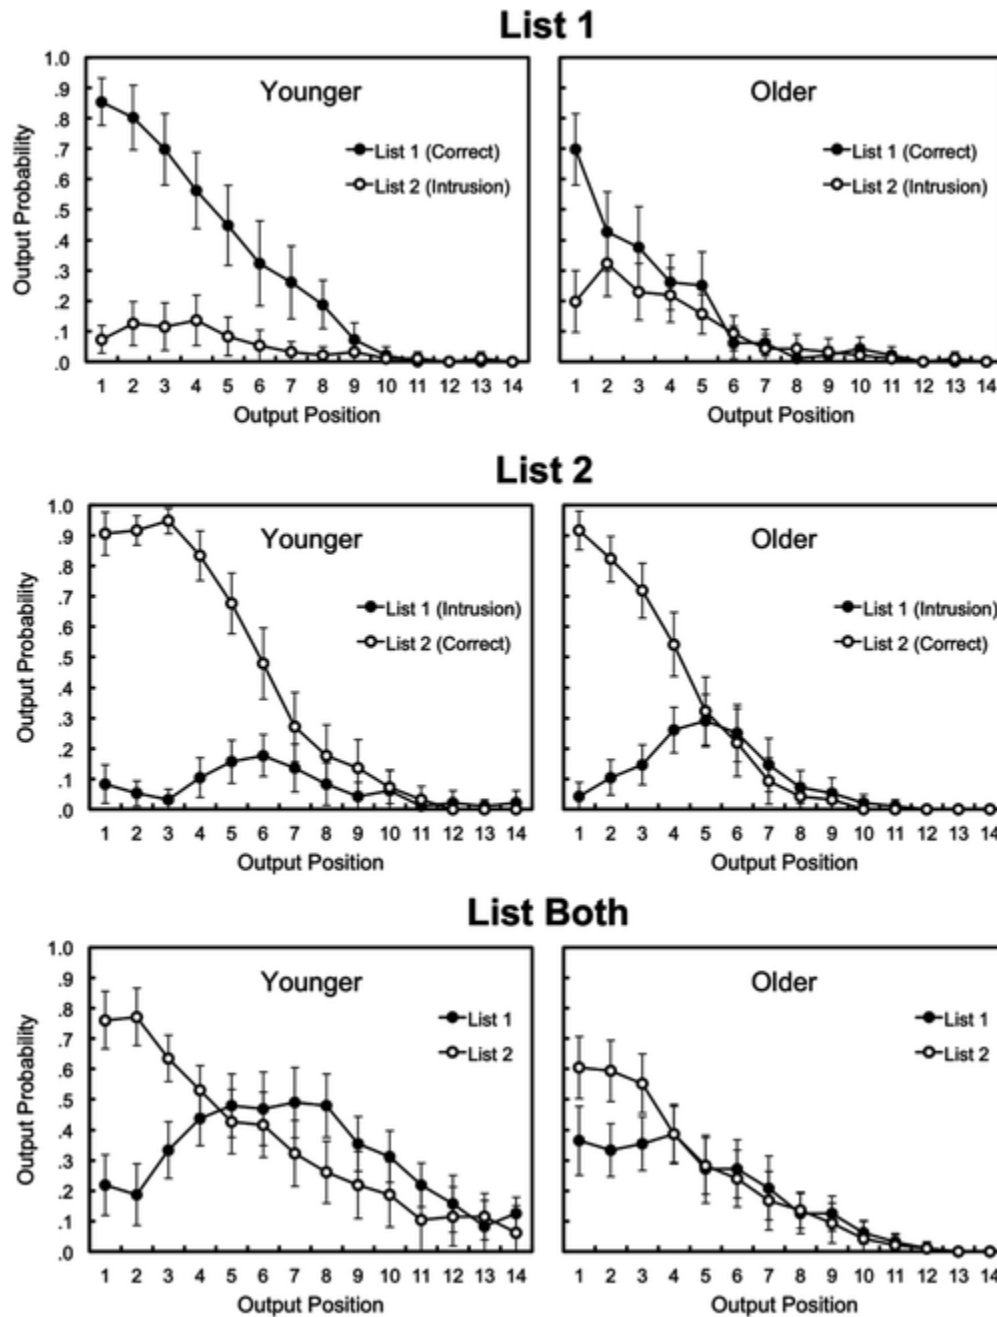 List 1
Younger
List 1 (Correct)
List 2 (Intrusion)
Output Probability
1.0
.9
.8
.7
.6
.5
.4
.3
.2
.1
.0
1 2 3 4 5 6 7 8 9 10 11 12 13 14
Output Position
Older
List 1 (Correct)
List 2 (Intrusion)
1 2 3 4 5 6 7 8 9 10 11 12 13 14
Output Position
List 2
Younger
List 1 (Intrusion)
List 2 (Correct)
Output Probability
1.0
.9
.8
.7
.6
.5
.4
.3
.2
.1
.0
1 2 3 4 5 6 7 8 9 10 11 12 13 14
Output Position
Older
List 1 (Intrusion)
List 2 (Correct)
1 2 3 4 5 6 7 8 9 10 11 12 13 14
Output Position
List Both
Younger
List 1
List 2
Output Probability
1.0
.9
.8
.7
.6
.5
.4
.3
.2
.1
.0
1 2 3 4 5 6 7 8 9 10 11 12 13 14
Output Position
Older
List 1
List 2
1 2 3 4 5 6 7 8 9 10 11 12 13 14
Output Position